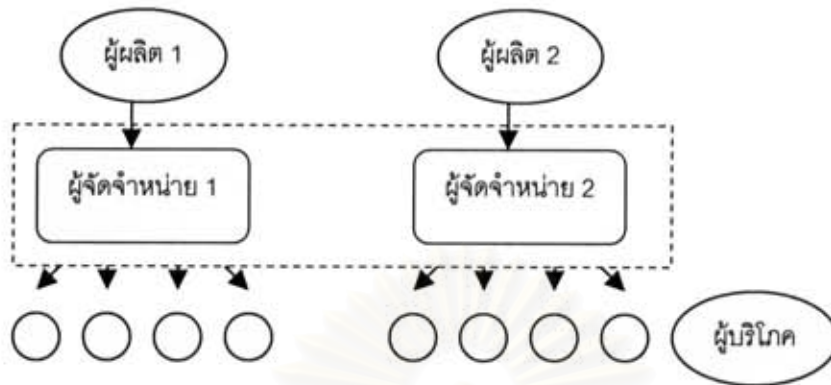 ผู้ผลิต 1
ผู้ผลิต 2
ผู้จัดจำหน่าย 1
ผู้จัดจำหน่าย 2
ผู้บริโภค